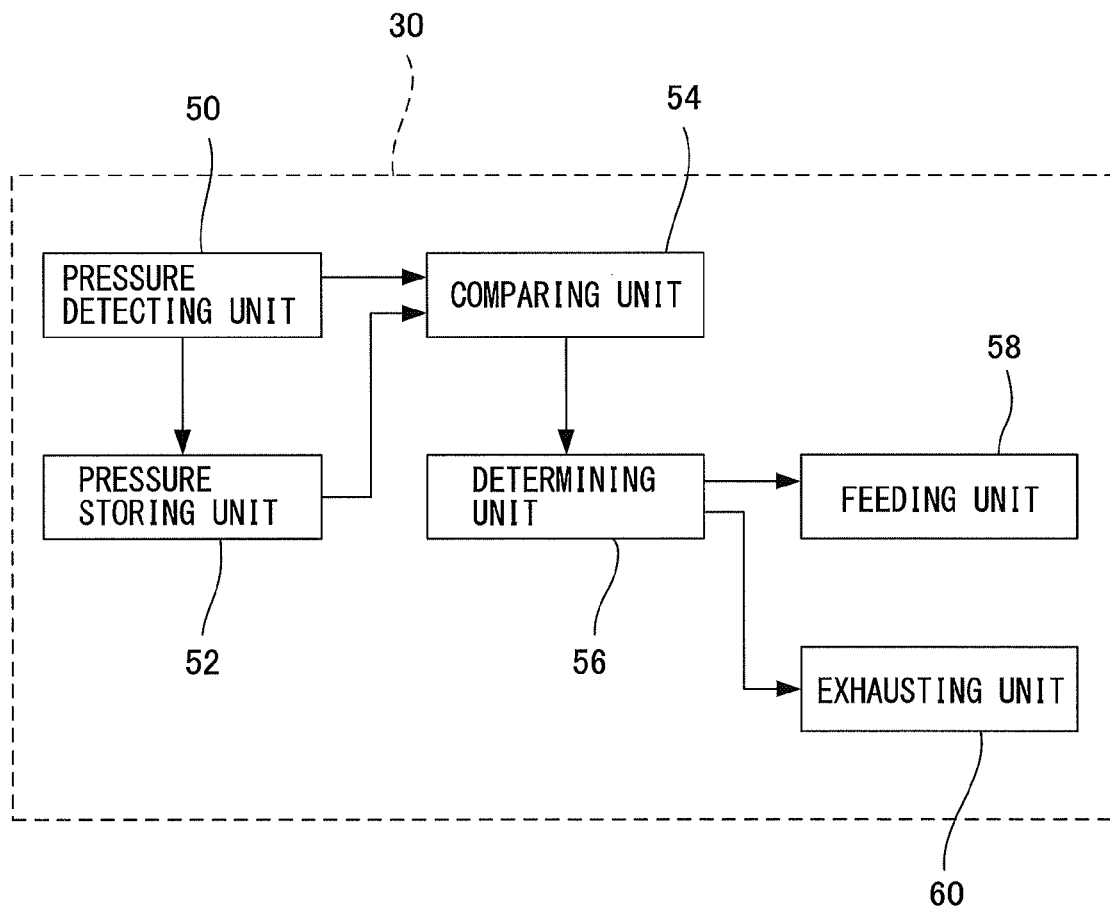 30
50
54
PRESSURE
DETECTING UNIT
COMPARING UNIT
58
PRESSURE
STORING UNIT
DETERMINING
UNIT
FEEDING UNIT
52
56
EXHAUSTING UNIT
60